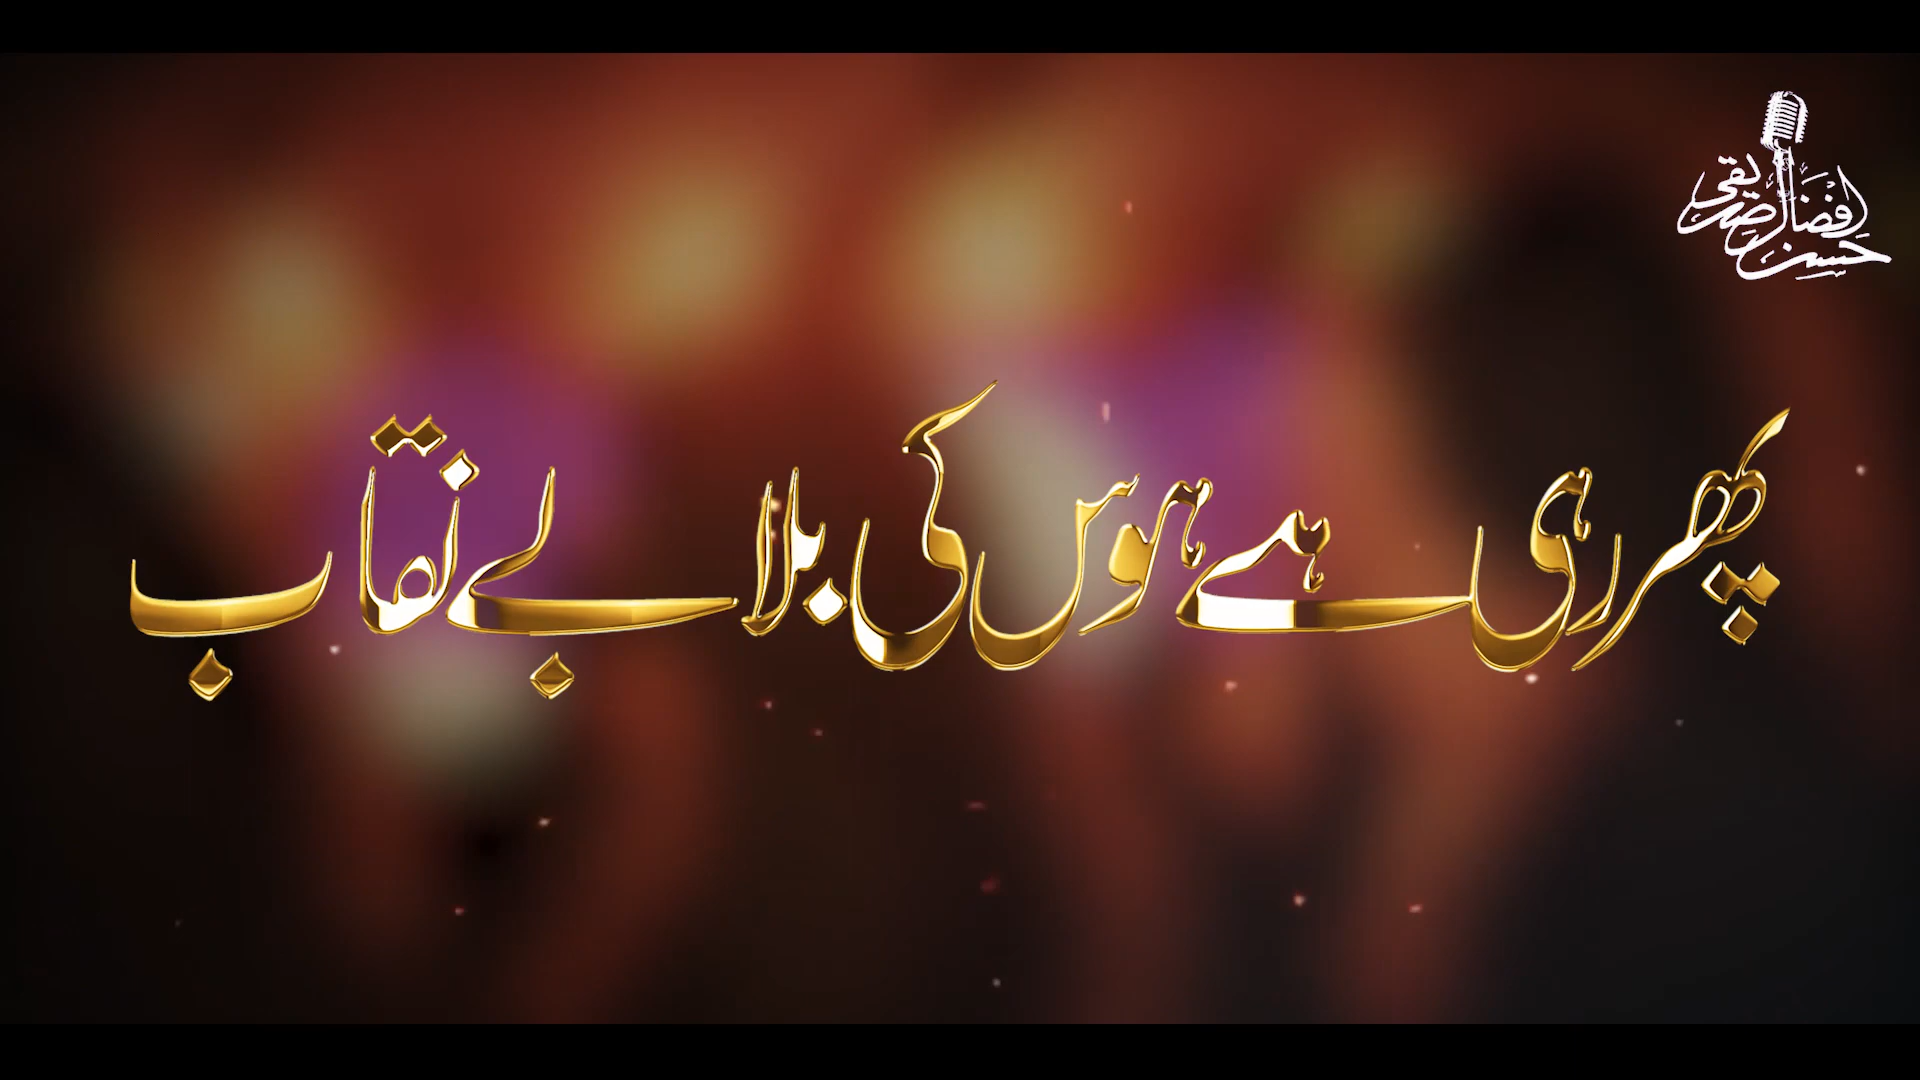 حسن افضال صدیقی
پھر رہی ہے ہوس کی بلا بے نقاب